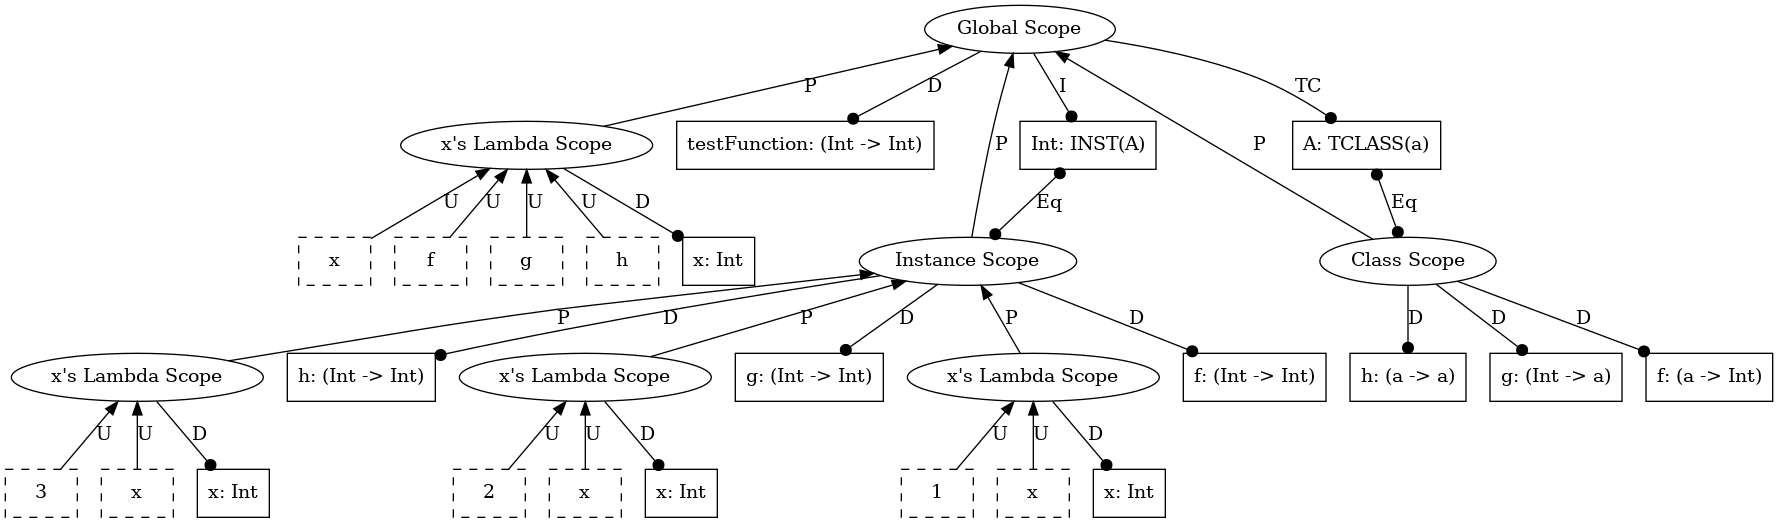 Global Scope
P
D
I
TC
x's Lambda Scope
testFunction: (Int -> Int)
Int: INST(A)
A: TCLASS(a)
P
P
U
U
U
U
D
Eq
Eq
x
f
g
h
x: Int
Instance Scope
Class Scope
P
D
P
D
P
D
D
D
D
x's Lambda Scope
h: (Int -> Int)
x's Lambda Scope
g: (Int -> Int)
x's Lambda Scope
f: (Int -> Int)
h: (a -> a)
g: (Int -> a)
f: (a -> Int)
U
U
D
U
U
D
U
U
D
3
x
x: Int
2
x
x: Int
1
x
x: Int